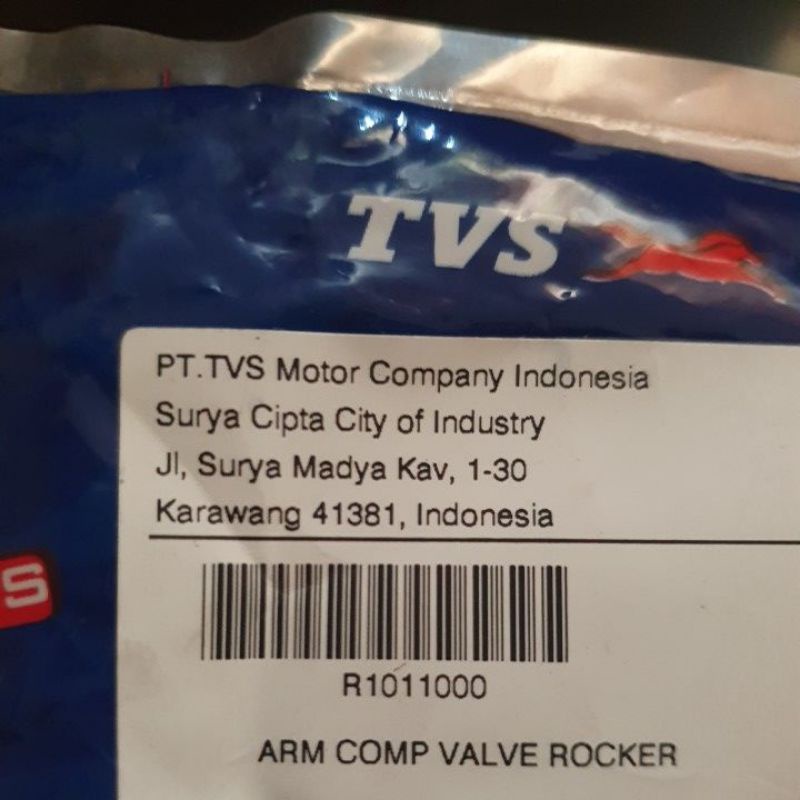 TVS
PT.TVS Motor Company Indonesia
Surya Cipta City of Industry
Jl, Surya Madya Kav, 1-30
Karawang 41381, Indonesia
S
R1011000
ARM COMP VALVE ROCKER